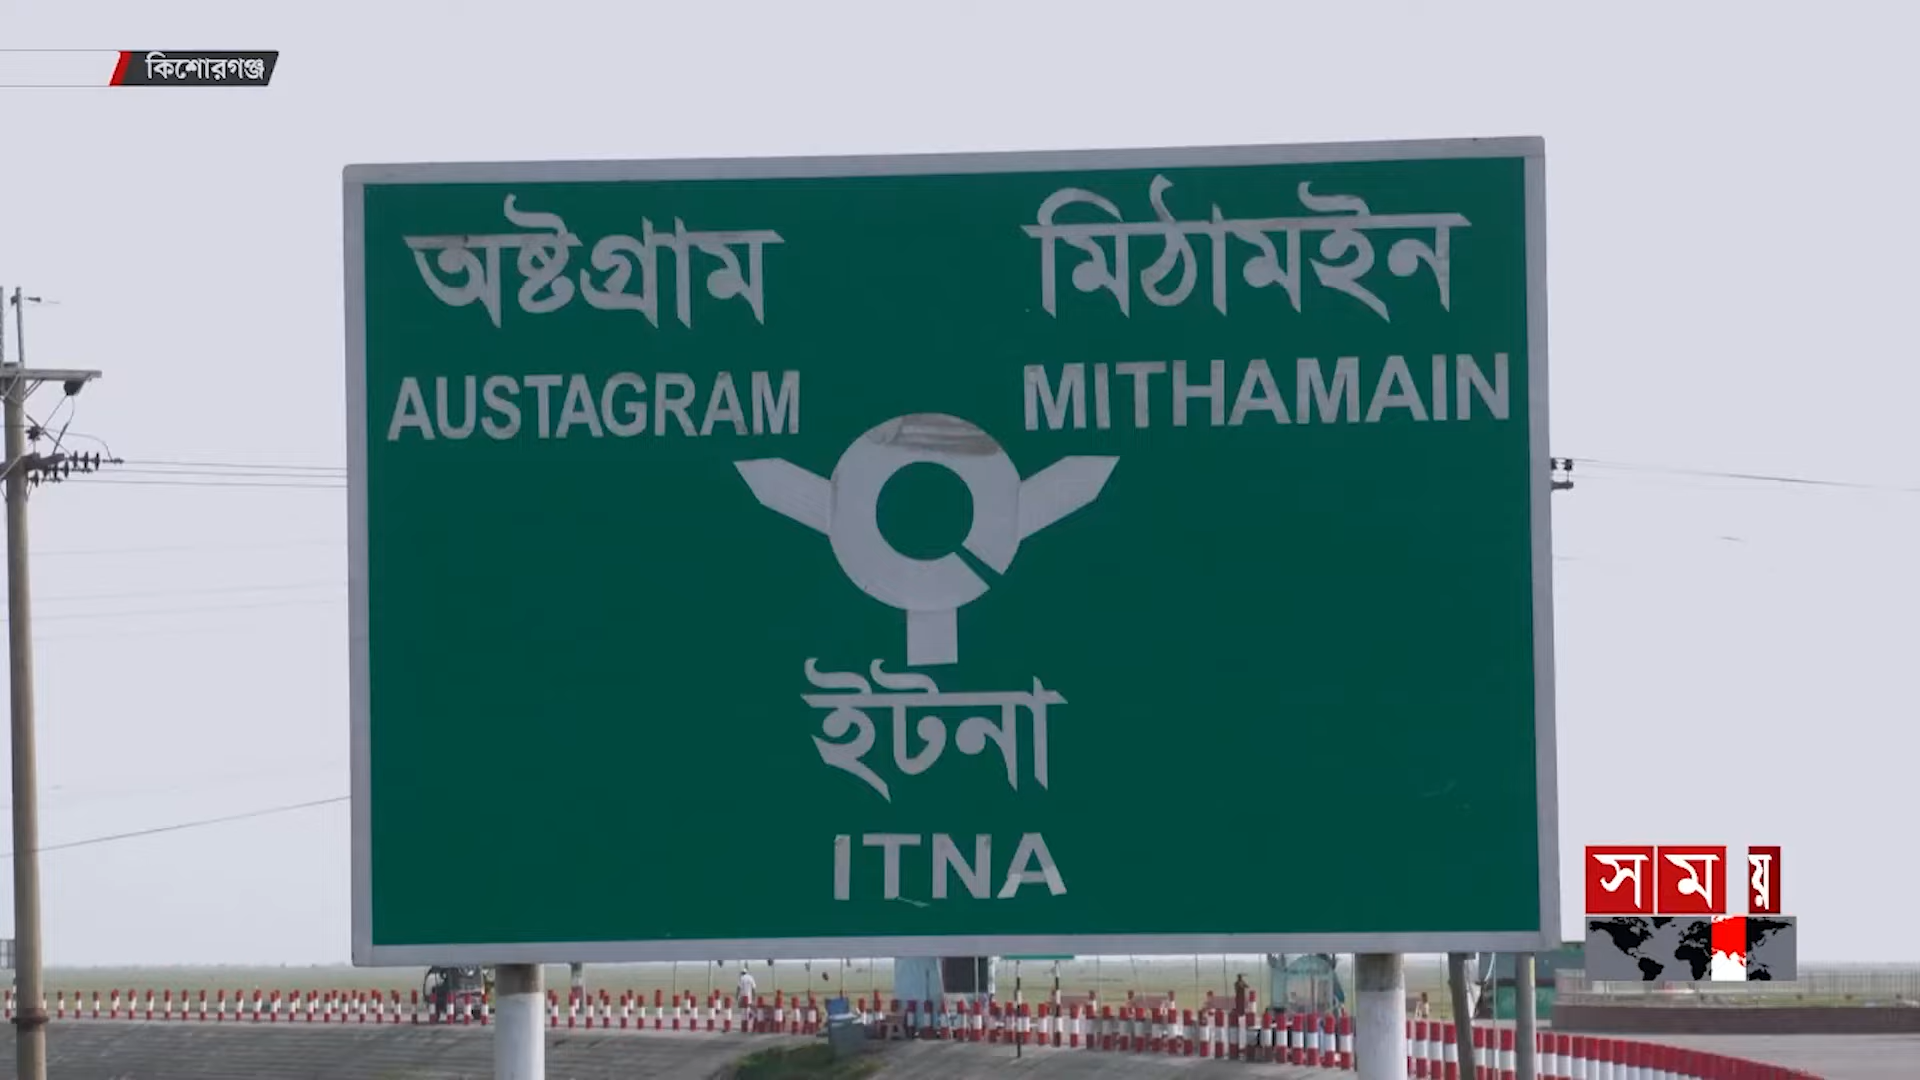 কিশোরগঞ্জ
অষ্টগ্রাম
মিঠামইন
AUSTAGRAM
MITHAMAIN
ইটনা
ITNA
সময়